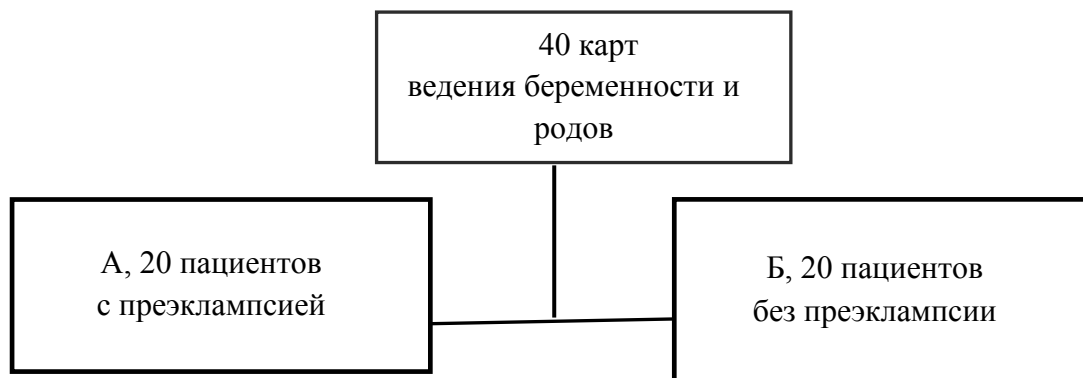 40 карт
ведения беременности и
родов
А, 20 пациентов
с преэклампсией
Б, 20 пациентов
без преэклампсии